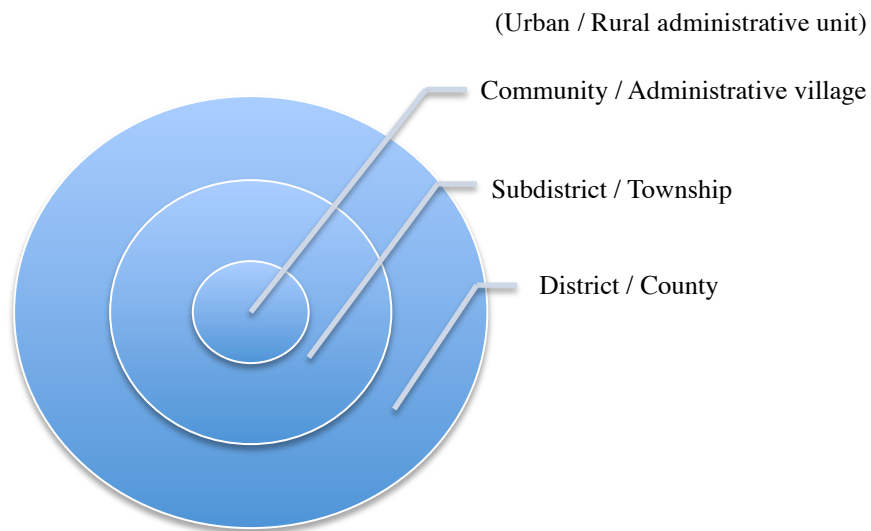 (Urban / Rural administrative unit)
Community / Administrative village
Subdistrict / Township
District / County